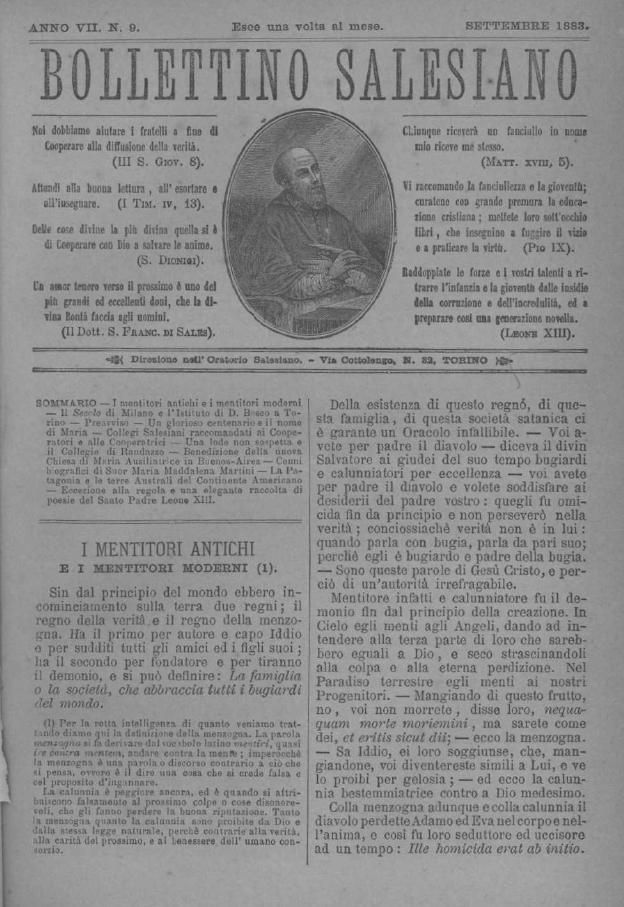 ANNO VII. N. 9.
Esce una volta al mese.
SETTEMBRE 1883.
BOLLETTINO SALESIANO
Noi dobbiamo aiutare i fratelli a fine di
Cooperare alla diffusione della verità.
(III S. GIOV. 8).
Attendi alla buona lettura, all'esortare e
all'insegnare. (I TIM. IV, 13).
Delle cose divine la più divina quella si è
di Cooperare con Dio a salvare le anime.
(S. DIONIGI).
Un amor tenero verso il prossimo è uno dei
più grandi ed eccellenti doni, che la di-
vina Bontà faccia agli uomini.
(Il Dott. S. FRANC. DI SALES).
Chiunque riceverà un fanciullo in nome
mio riceve me stesso.
(MATT. XVIII, 5).
Vi raccomando la fanciullezza e la gioventù;
curatene con grande premura la educa-
zione cristiana; mettete loro sott'occhio
libri, che insegnino a fuggire il vizio
e a praticare la virtù. (PIO IX).
Raddoppiate le forze e i vostri talenti a ri-
trarre l'infanzia e la gioventù dalle insidie
della corruzione e dell'incredulità, ed a
preparare così una generazione novella.
(LEONE XIII).
Direzione nell'Oratorio Salesiano. - Via Cottolengo, N. 32, TORINO
SOMMARIO — I mentitori antichi e i mentitori moderni
— Il Secolo di Milano e l'Istituto di D. Bosco a To-
rino — Preavviso — Un glorioso centenario e il nome
di Maria — Collegi Salesiani raccomandati ai Coope-
ratori e alle Cooperatrici — Una lode non sospetta e
il Collegio di Randazzo — Benedizione della nuova
Chiesa di Maria Ausiliatrice in Buenos-Aires — Cenni
biografici di Suor Maria Maddalena Martini — La Pa-
tagonia e le terre Australi del Continente Americano
— Eccezione alla regola e una elegante raccolta di
poesie del Santo Padre Leone XIII.
I MENTITORI ANTICHI
E I MENTITORI MODERNI (1).
Sin dal principio del mondo ebbero in-
cominciamento sulla terra due regni; il
regno della verità e il regno della menzo-
gna. Ha il primo per autore e capo Iddio
e per sudditi tutti gli amici ed i figli suoi;
ha il secondo per fondatore e per tiranno
il demonio, e si può definire: La famiglia
o la società, che abbraccia tutti i bugiardi
del mondo.
(1) Per la retta intelligenza di quanto veniamo trat-
tando diamo qui la definizione della menzogna. La parola
menzogna si fa derivare dal vocabolo latino mentiri, quasi
ire contra mentem, andare contra la mente; imperocchè
la menzogna è una parola o discorso contrario a ciò che
si pensa, ovvero è il dire una cosa che si crede falsa e
col proposito d'ingannare.
La calunnia è peggiore ancora, ed è quando si attri-
buiscono falsamente al prossimo colpe o cose disonore-
voli, che gli fanno perdere la buona riputazione. Tanto
la menzogna quanto la calunnia sono proibite da Dio e
dalla stessa legge naturale, perchè contrarie alla verità,
alla carità del prossimo, e al benessere dell'umano con-
sorzio.
Della esistenza di questo regno, di que-
sta famiglia, di questa società satanica ci
è garante un Oracolo infallibile. — Voi a-
vete per padre il diavolo — diceva il divin
Salvatore ai giudei del suo tempo bugiardi
e calunniatori per eccellenza — voi avete
per padre il diavolo e volete soddisfare ai
desiderii del padre vostro: quegli fu omi-
cida fin da principio e non perseverò nella
verità; conciossiachè verità non è in lui:
quando parla con bugia, parla da pari suo;
perchè egli è bugiardo e padre della bugia.
— Sono queste parole di Gesù Cristo, e per-
ciò di un'autorità irrefragabile.
Mentitore infatti e calunniatore fu il de-
monio fin dal principio della creazione. In
Cielo egli mentì agli Angeli, dando ad in-
tendere alla terza parte di loro che sareb-
bero eguali a Dio, e seco strascinandoli
alla colpa e alla eterna perdizione. Nel
Paradiso terrestre egli mentì ai nostri
Progenitori. — Mangiando di questo frutto,
no, voi non morrete, disse loro, nequa-
quam morte moriemini, ma sarete come
dei, et eritis sicut dii; — ecco la menzogna.
— Sa Iddio, ei loro soggiunse, che, man-
giandone, voi diventereste simili a Lui, e ve
lo proibì per gelosia; — ed ecco la calun-
nia bestemmiatrice contro a Dio medesimo.
Colla menzogna adunque e colla calunnia il
diavolo perdette Adamo ed Eva nel corpo e nel-
l'anima, e così fu loro seduttore ed uccisore
ad un tempo: Ille homicida erat ab initio.